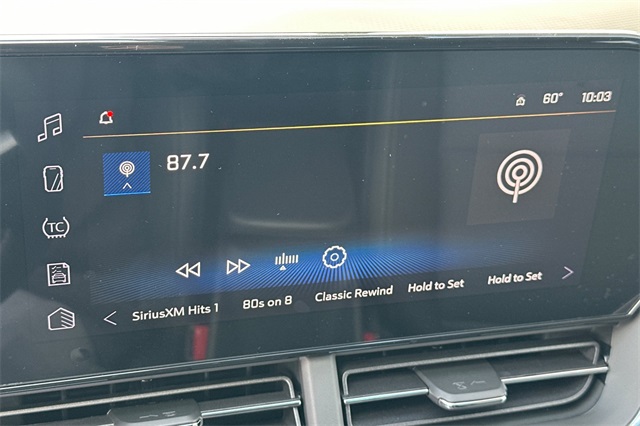 60° 10:03
87.7
TC
SiriusXM Hits 1 80s on 8 Classic Rewind Hold to Set Hold to Set